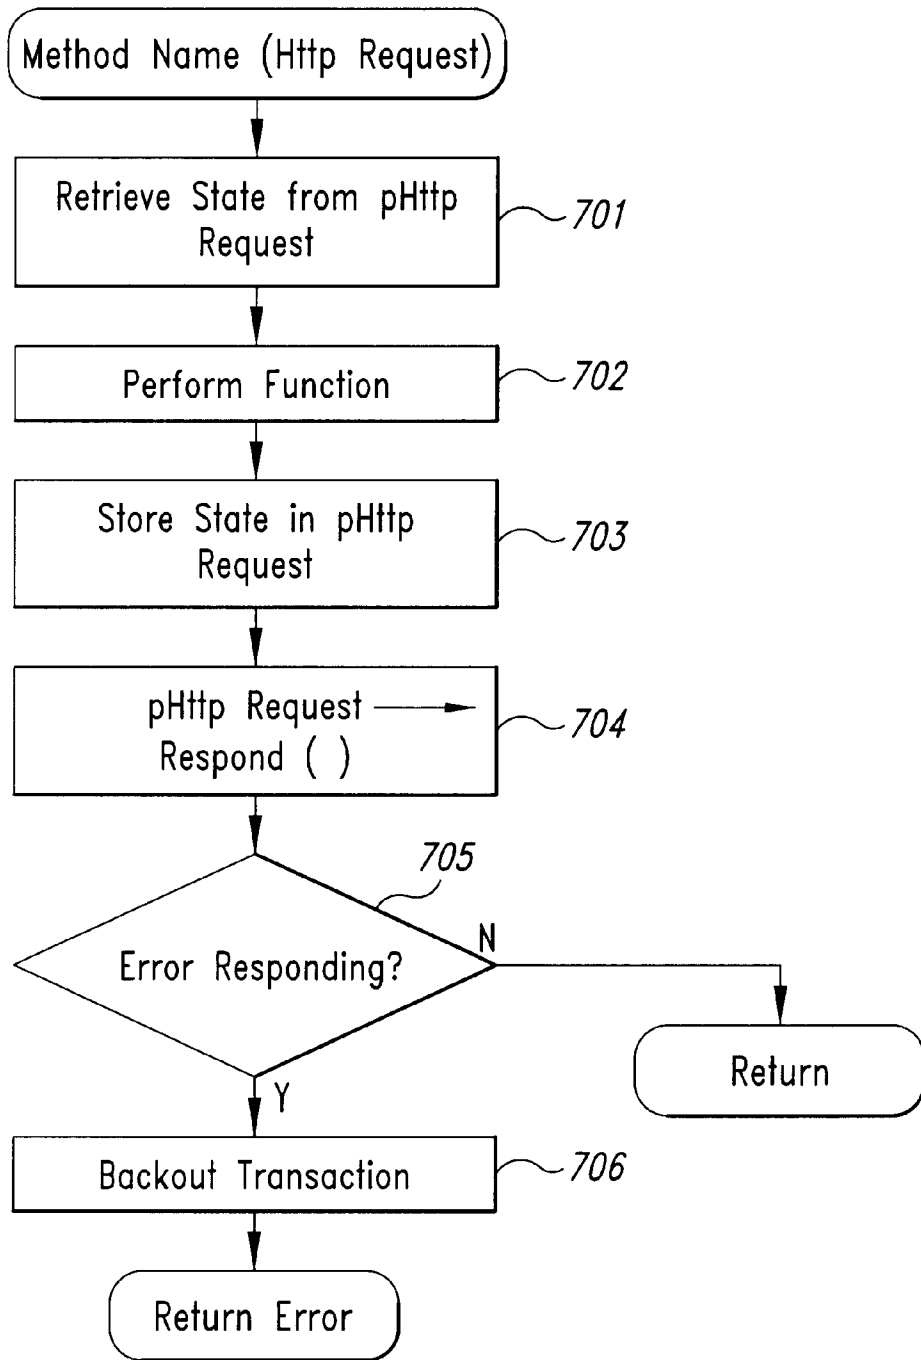 Method Name (Http Request)
Retrieve State from pHttp
Request
701
Perform Function
702
Store State in pHttp
Request
703
pHttp Request
Respond ( )
704
705
Error Responding?
N
Return
Y
Backout Transaction
706
Return Error